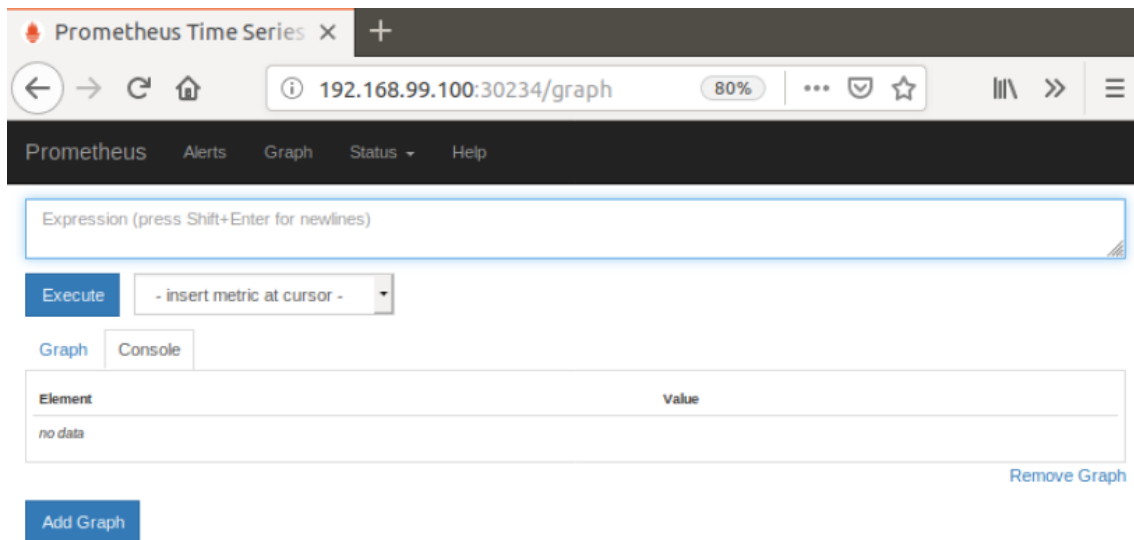 Prometheus Time Series
192.168.99.100:30234/graph 80%
Prometheus Alerts Graph Status Help
Expression (press Shift+Enter for newlines)
Execute - insert metric at cursor -
Graph Console
Element Value
no data
Remove Graph
Add Graph